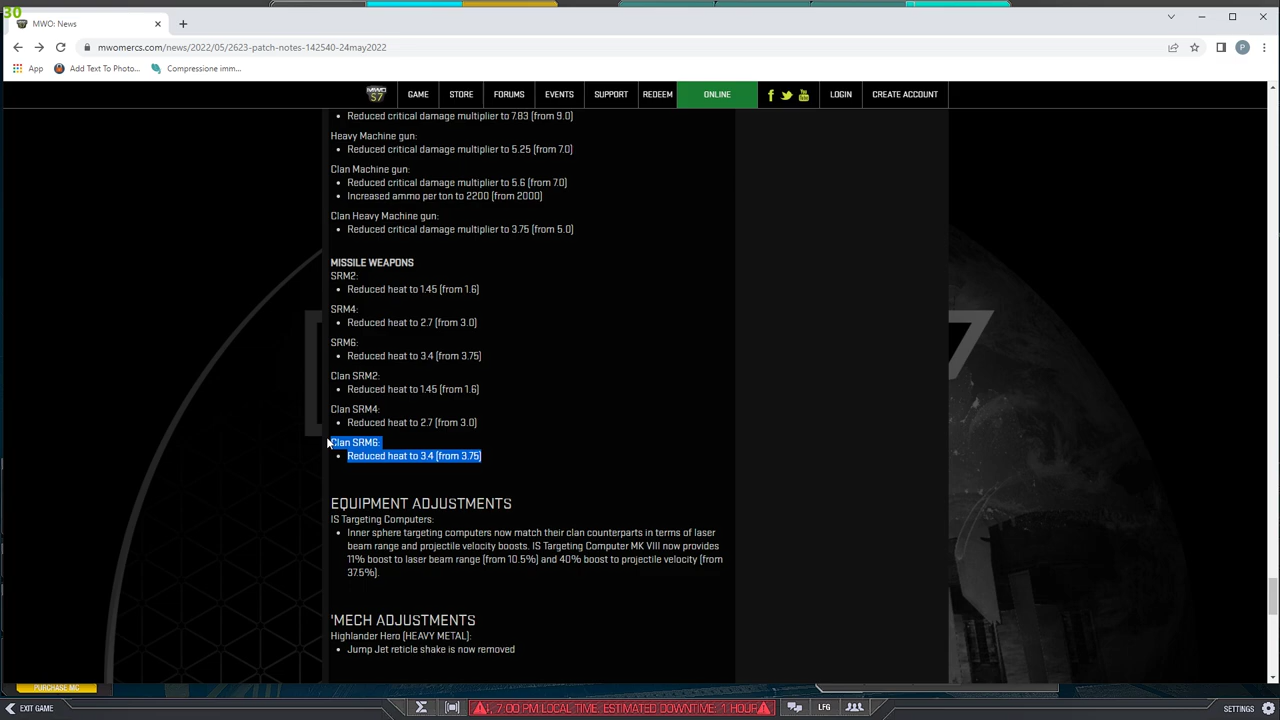 30
MWO: News
mwomercs.com/news/2022/05/2623-patch-notes-142540-24may2022
P
App
Add Text To Photo...
Compressione imm...
MWO
S7
GAME
STORE
FORUMS
EVENTS
SUPPORT
REDEEM
ONLINE
LOGIN
CREATE ACCOUNT
Reduced critical damage multiplier to 7.83 (from 9.0)
Heavy Machine gun:
Reduced critical damage multiplier to 5.25 (from 7.0)
Clan Machine gun:
Reduced critical damage multiplier to 5.6 (from 7.0)
Increased ammo per ton to 2200 (from 2000)
Clan Heavy Machine gun:
Reduced critical damage multiplier to 3.75 (from 5.0)
MISSILE WEAPONS
SRM2:
Reduced heat to 1.45 (from 1.6)
SRM4:
Reduced heat to 2.7 (from 3.0)
SRM6:
Reduced heat to 3.4 (from 3.75)
Clan SRM2:
Reduced heat to 1.45 (from 1.6)
Clan SRM4:
Reduced heat to 2.7 (from 3.0)
Clan SRM6:
Reduced heat to 3.4 (from 3.75)
EQUIPMENT ADJUSTMENTS
IS Targeting Computers:
Inner sphere targeting computers now match their clan counterparts in terms of laser
beam range and projectile velocity boosts. IS Targeting Computer MK VIII now provides
11% boost to laser beam range (from 10.5%) and 40% boost to projectile velocity (from
37.5%).
'MECH ADJUSTMENTS
Highlander Hero (HEAVY METAL):
Jump Jet reticle shake is now removed
7
PURCHASE MC
EXIT GAME
, 7:00 PM LOCAL TIME. ESTIMATED DOWNTIME: 1 HOUR
LFG
SETTINGS